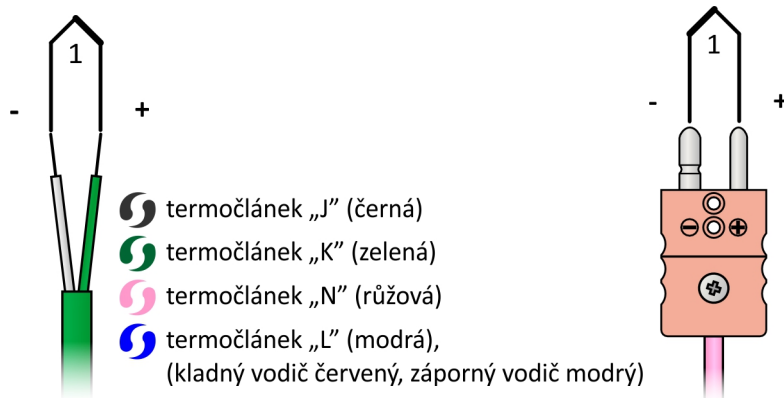 1
1
- +
- +
termočlánek „J” (černá)
termočlánek „K” (zelená)
termočlánek „N” (růžová)
termočlánek „L” (modrá),
(kladný vodič červený, záporný vodič modrý)